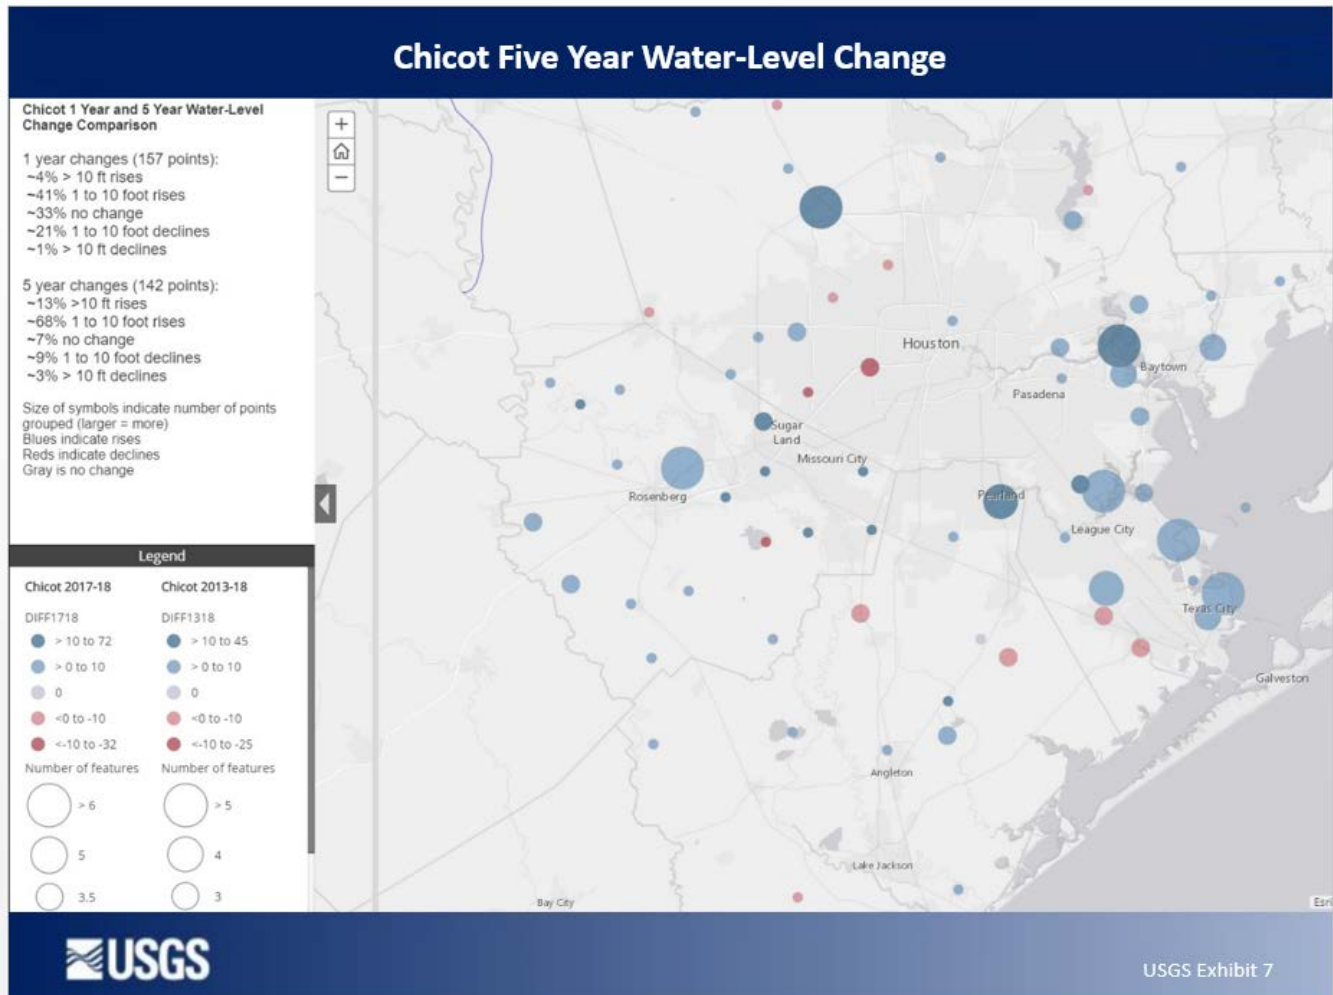 Chicot Five Year Water-Level Change
Chicot 1 Year and 5 Year Water-Level
Change Comparison
1 year changes (157 points):
~4% > 10 ft rises
~41% 1 to 10 foot rises
~33% no change
~21% 1 to 10 foot declines
~1% > 10 ft declines
5 year changes (142 points):
~13% >10 ft rises
~68% 1 to 10 foot rises
~7% no change
~9% 1 to 10 foot declines
~3% > 10 ft declines
Size of symbols indicate number of points
grouped (larger = more)
Blues indicate rises
Reds indicate declines
Gray is no change
Legend
Chicot 2017-18 Chicot 2013-18
DIFF1718 DIFF1318
> 10 to 72 > 10 to 45
> 0 to 10 > 0 to 10
0 0
<0 to -10 <0 to -10
<-10 to -32 <-10 to -25
Number of features Number of features
> 6 > 5
5 4
3.5 3
+
−
Houston
Baytown
Pasadena
Sugar
Land
Missouri City
Rosenberg
Pearland
League City
Texas City
Galveston
Angleton
Lake Jackson
Bay City
Esri
USGS
USGS Exhibit 7